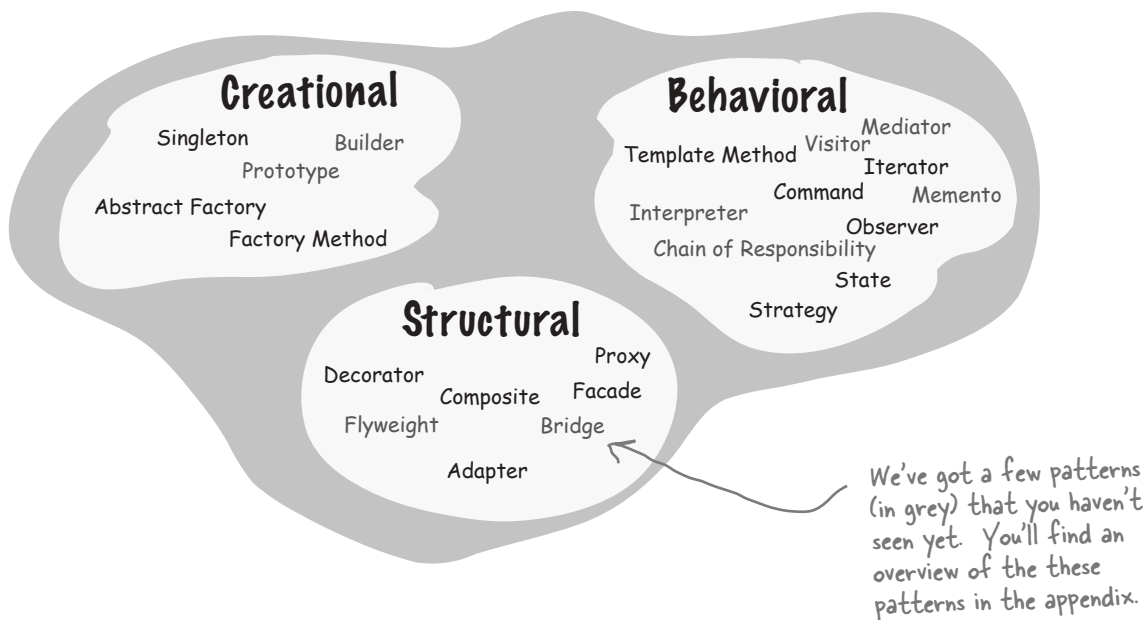 Creational
Singleton
Builder
Prototype
Abstract Factory
Factory Method
Behavioral
Mediator
Visitor
Template Method
Iterator
Command
Memento
Interpreter
Observer
Chain of Responsibility
State
Strategy
Structural
Proxy
Decorator
Facade
Composite
Flyweight
Bridge
Adapter
We've got a few patterns
(in grey) that you haven't
seen yet. You'll find an
overview of the these
patterns in the appendix.